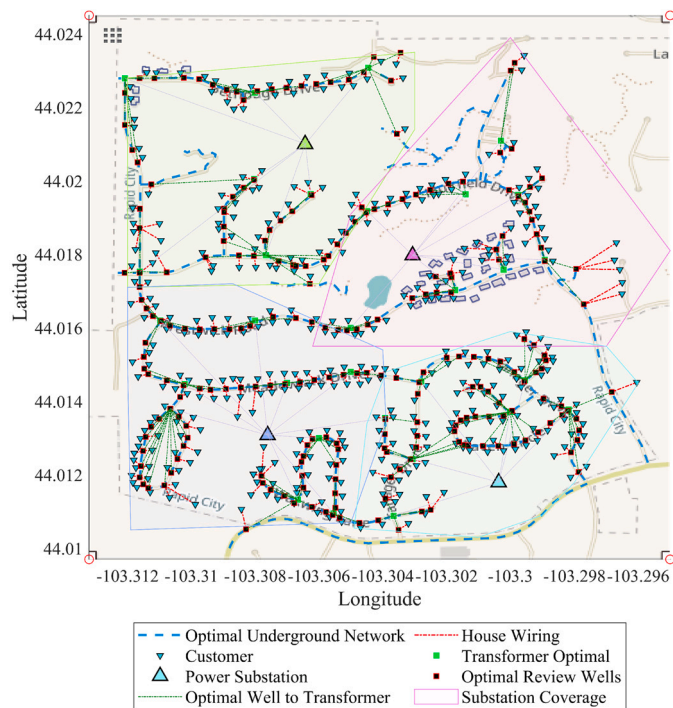 44.024
La
44.022
44.02
Rapid City
44.018
Latitude
44.016
44.014
Rapid City
44.012
Rapid City
44.01
-103.312 -103.31 -103.308 -103.306 -103.304 -103.302 -103.3 -103.298 -103.296
Longitude
Optimal Underground Network House Wiring
Customer Transformer Optimal
Power Substation Optimal Review Wells
Optimal Well to Transformer Substation Coverage